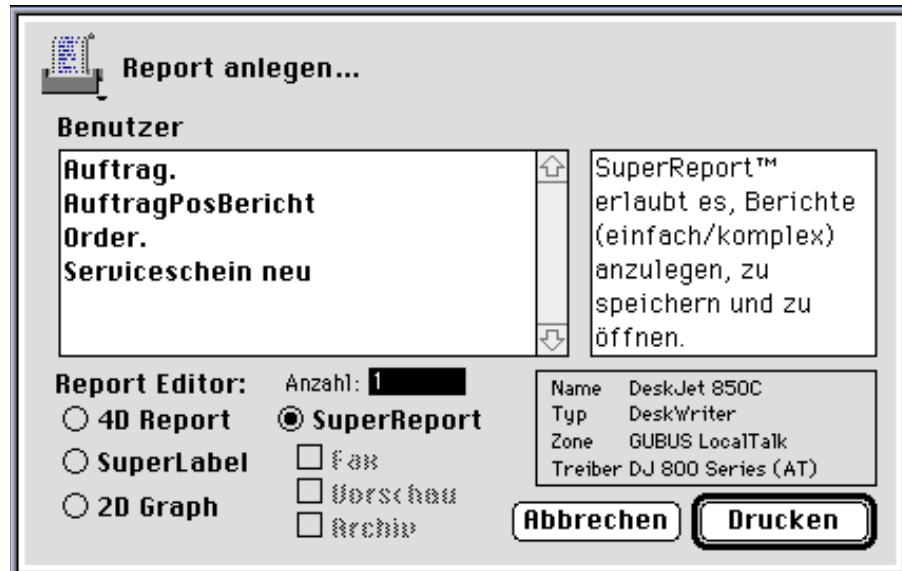 Report anlegen...
Benutzer
Auftrag.
AuftragPosBericht
Order.
Serviceschein neu
SuperReport™
erlaubt es, Berichte
(einfach/komplex)
anzulegen, zu
speichern und zu
öffnen.
Report Editor:
Anzahl: 1
4D Report
SuperReport
SuperLabel
Fax
2D Graph
Vorschau
Archiv
Name DeskJet 850C
Typ DeskWriter
Zone GUBUS LocalTalk
Treiber DJ 800 Series (AT)
Abbrechen
Drucken